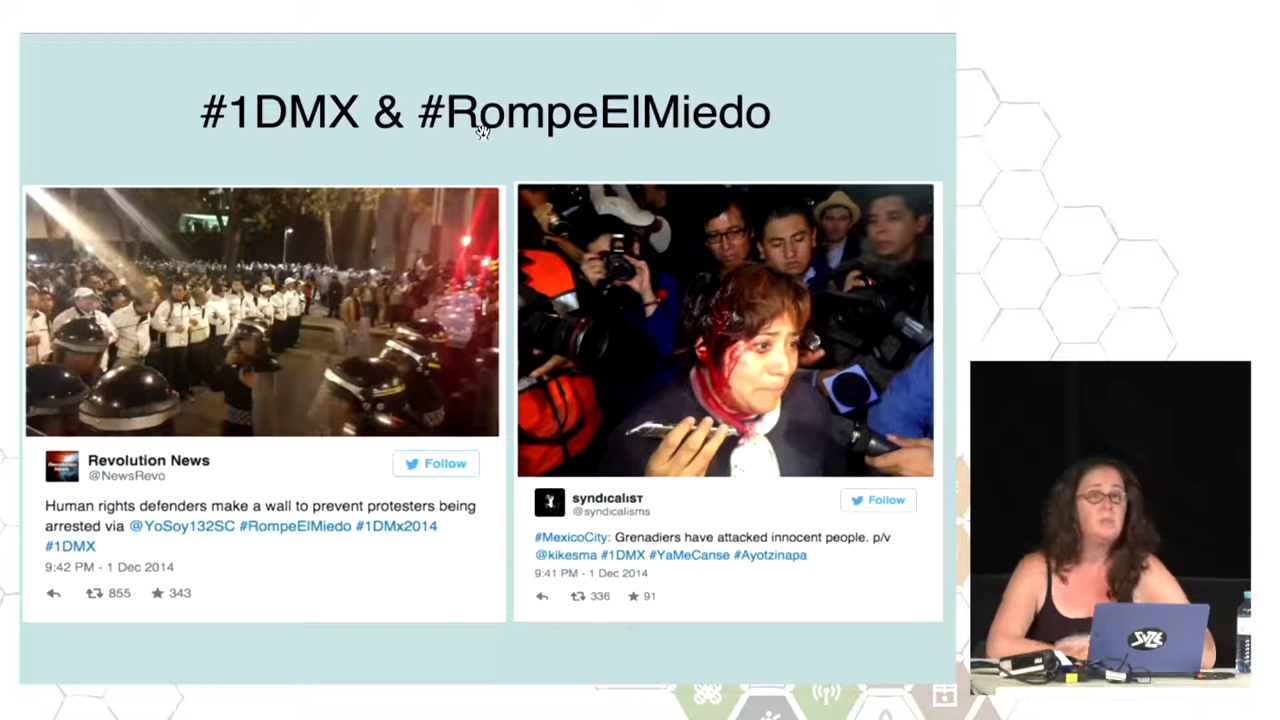 #1DMX & #RompeElMiedo
Revolution News
@NewsRevo
Follow
Human rights defenders make a wall to prevent protesters being
arrested via @YoSoy132SC #RompeElMiedo #1DMx2014
#1DMX
9:42 PM - 1 Dec 2014
855
343
syndıcalıst
@syndicalisms
Follow
#MexicoCity: Grenadiers have attacked innocent people. p/v
@kikesma #1DMX #YaMeCanse #Ayotzinapa
9:41 PM - 1 Dec 2014
336
91